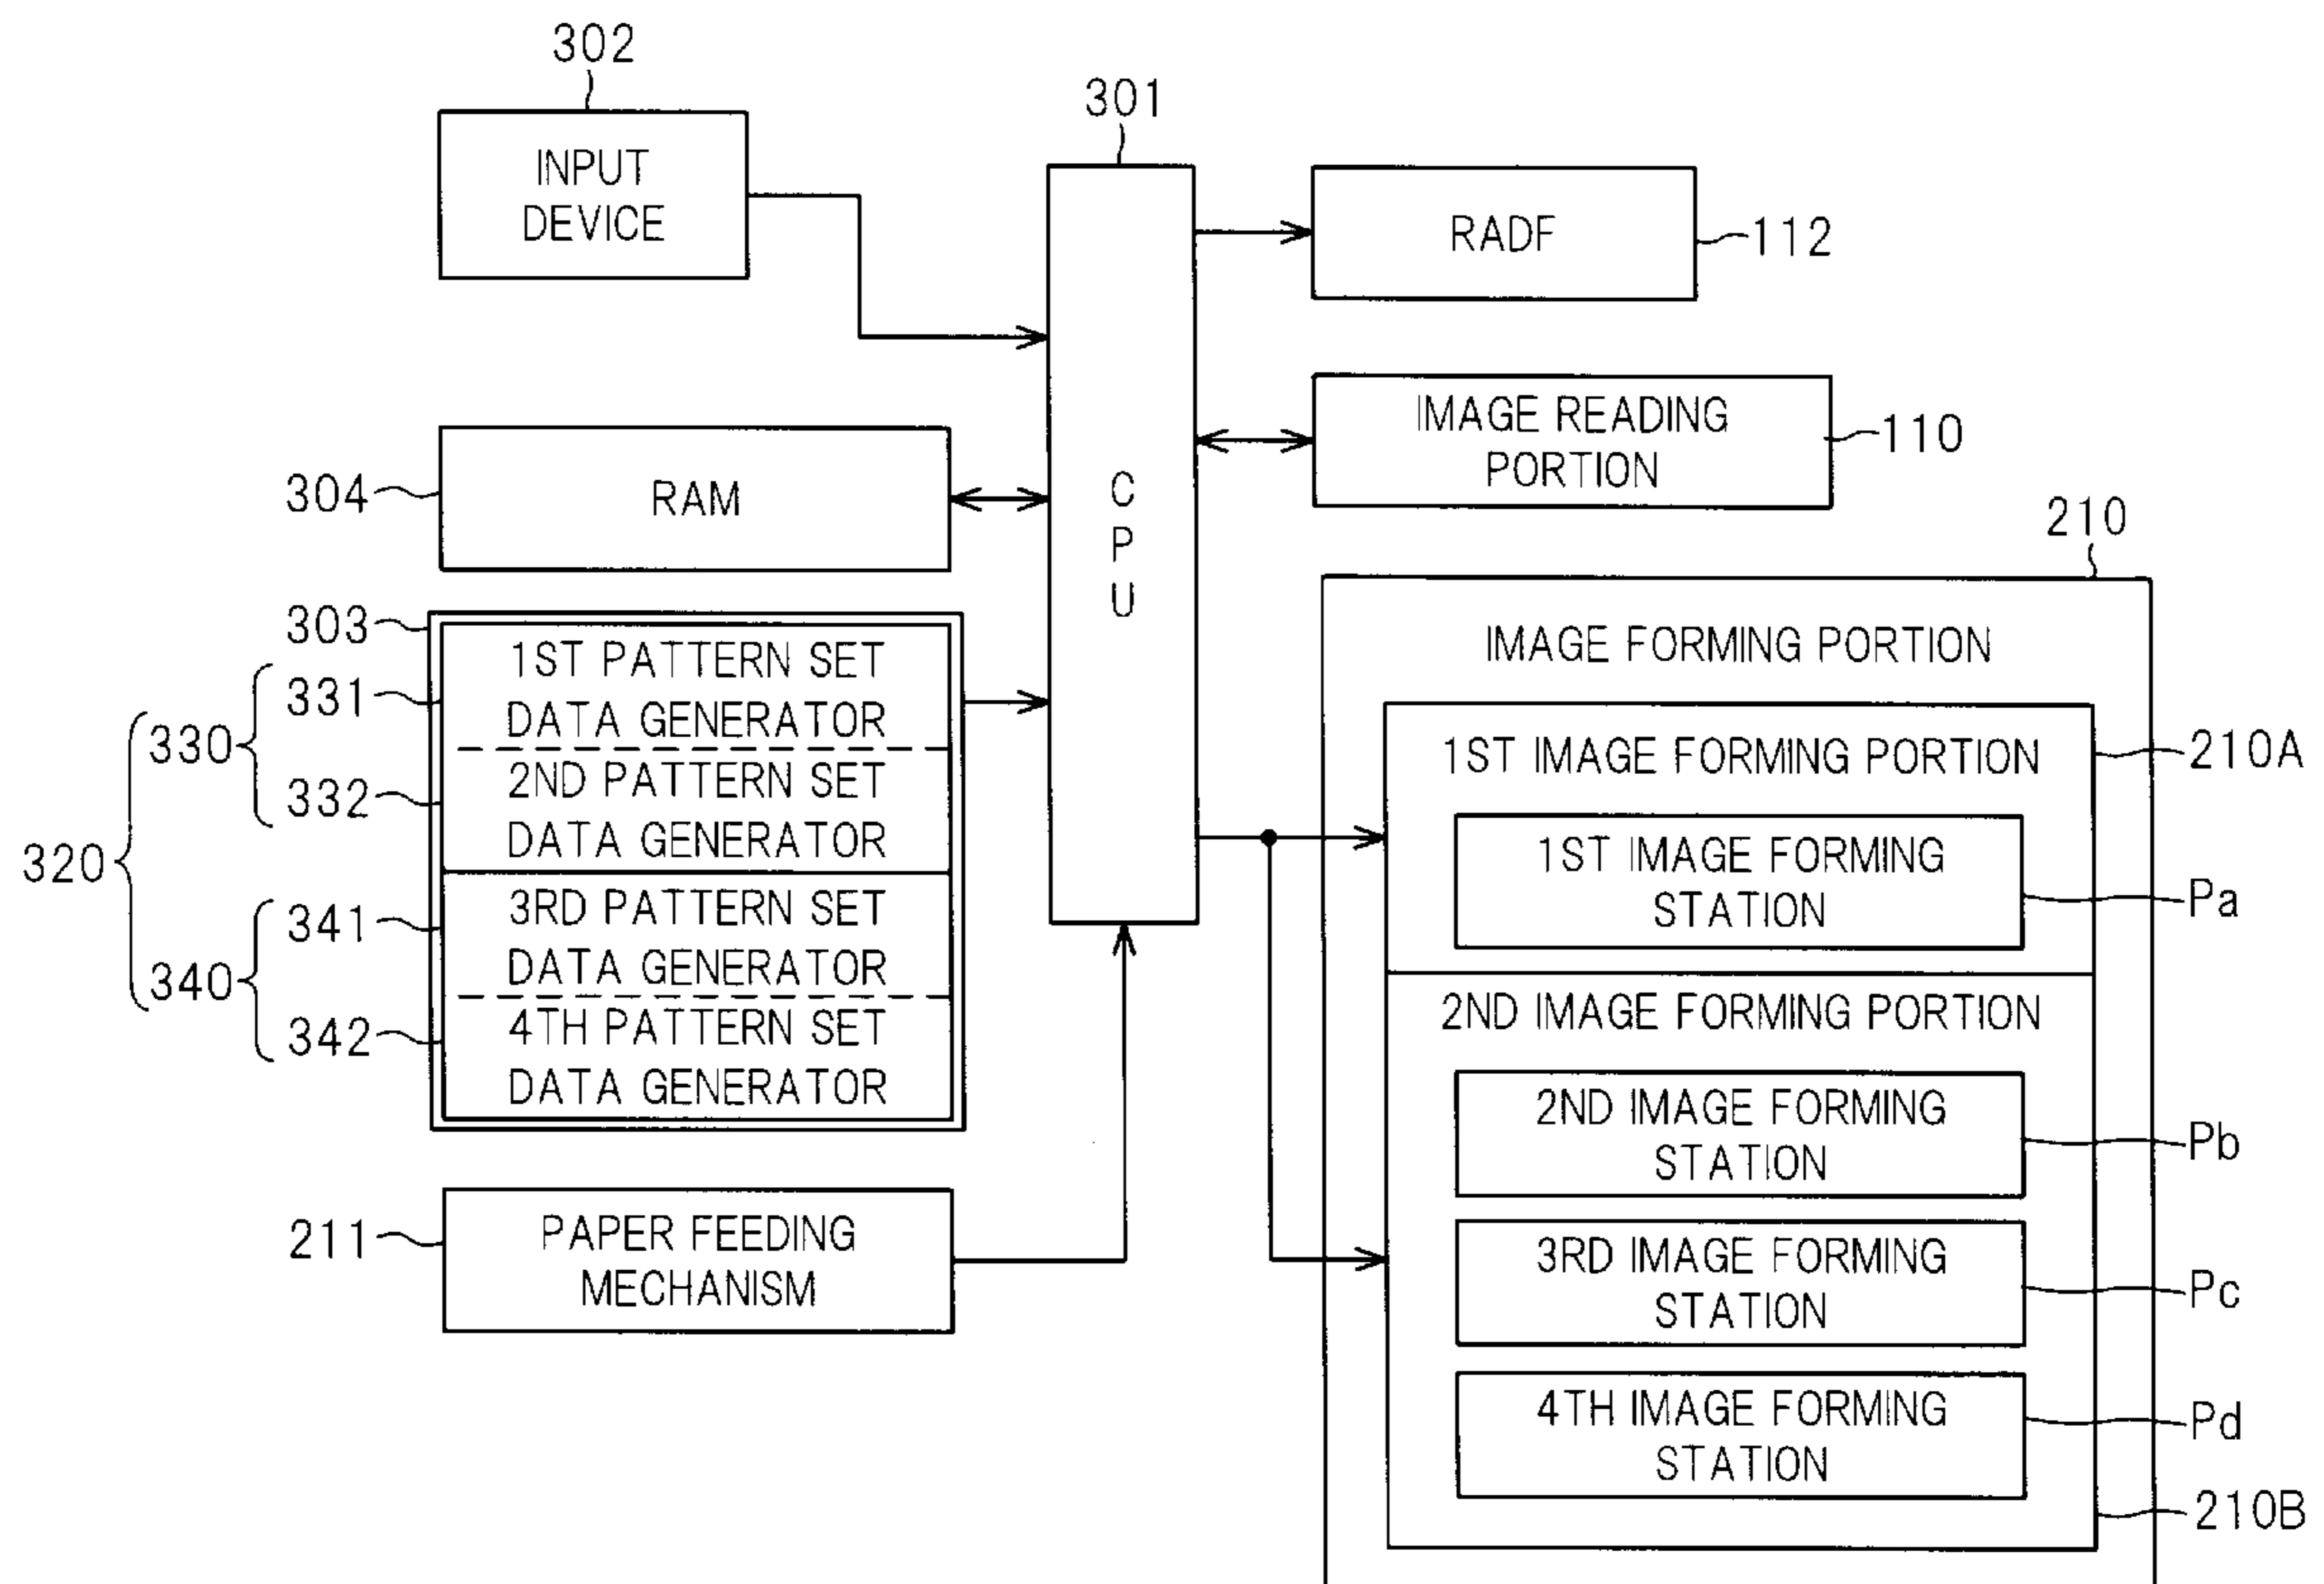 302
INPUT
DEVICE
301
CPU
RADF
112
IMAGE READING
PORTION
110
304
RAM
303
1ST PATTERN SET
DATA GENERATOR
331
330
2ND PATTERN SET
DATA GENERATOR
332
320
3RD PATTERN SET
DATA GENERATOR
341
340
4TH PATTERN SET
DATA GENERATOR
342
211
PAPER FEEDING
MECHANISM
210
IMAGE FORMING PORTION
1ST IMAGE FORMING PORTION
210A
1ST IMAGE FORMING
STATION
Pa
2ND IMAGE FORMING PORTION
2ND IMAGE FORMING
STATION
Pb
3RD IMAGE FORMING
STATION
Pc
4TH IMAGE FORMING
STATION
Pd
210B